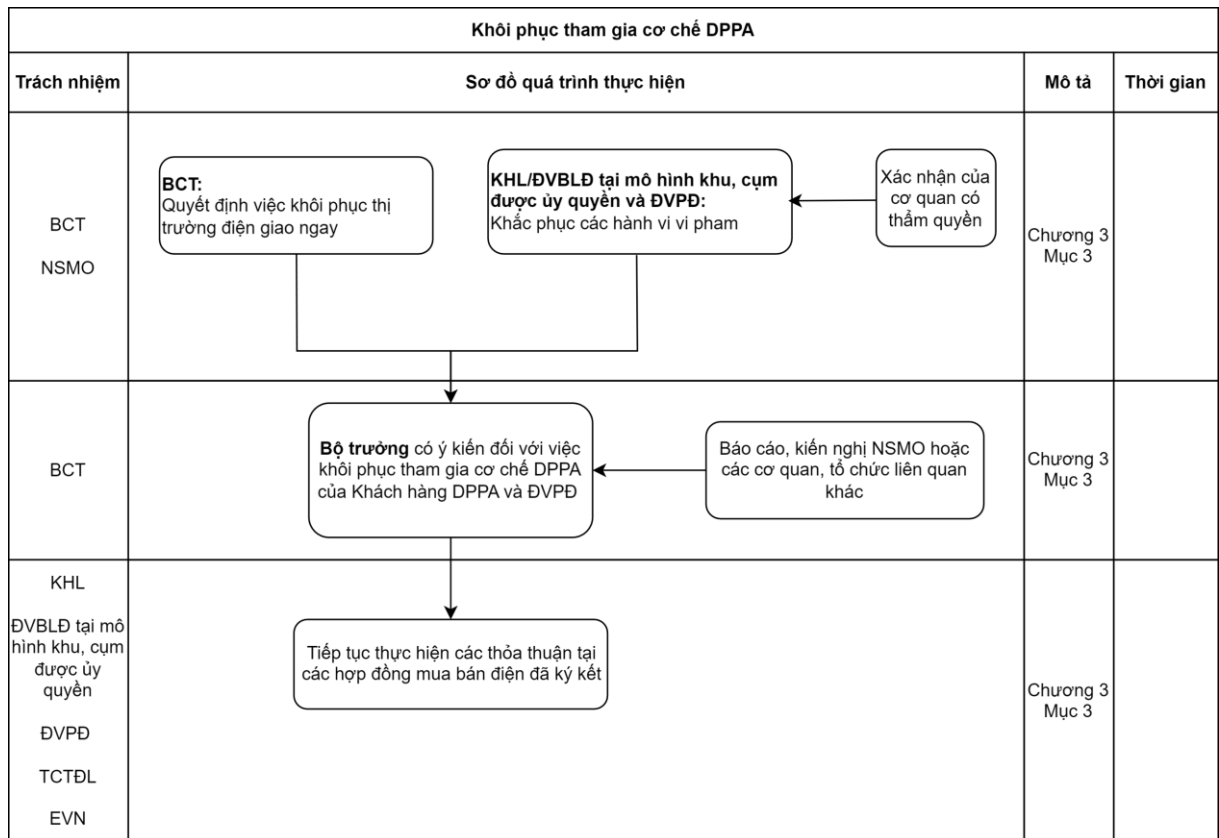 Khôi phục tham gia cơ chế DPPA
Trách nhiệm
Sơ đồ quá trình thực hiện
Mô tả
Thời gian
BCT
NSMO
BCT:
Quyết định việc khôi phục thị
trường điện giao ngay
KHL/ĐVBLĐ tại mô hình khu, cụm
được ủy quyền và ĐVPĐ:
Khắc phục các hành vi vi pham
Xác nhận của
cơ quan có
thẩm quyền
Chương 3
Mục 3
BCT
Bộ trưởng có ý kiến đối với việc
khôi phục tham gia cơ chế DPPA
của Khách hàng DPPA và ĐVPĐ
Báo cáo, kiến nghị NSMO hoặc
các cơ quan, tổ chức liên quan
khác
Chương 3
Mục 3
KHL
ĐVBLĐ tại mô
hình khu, cụm
được ủy
quyền
ĐVPĐ
TCTĐL
EVN
Tiếp tục thực hiện các thỏa thuận tại
các hợp đồng mua bán điện đã ký kết
Chương 3
Mục 3